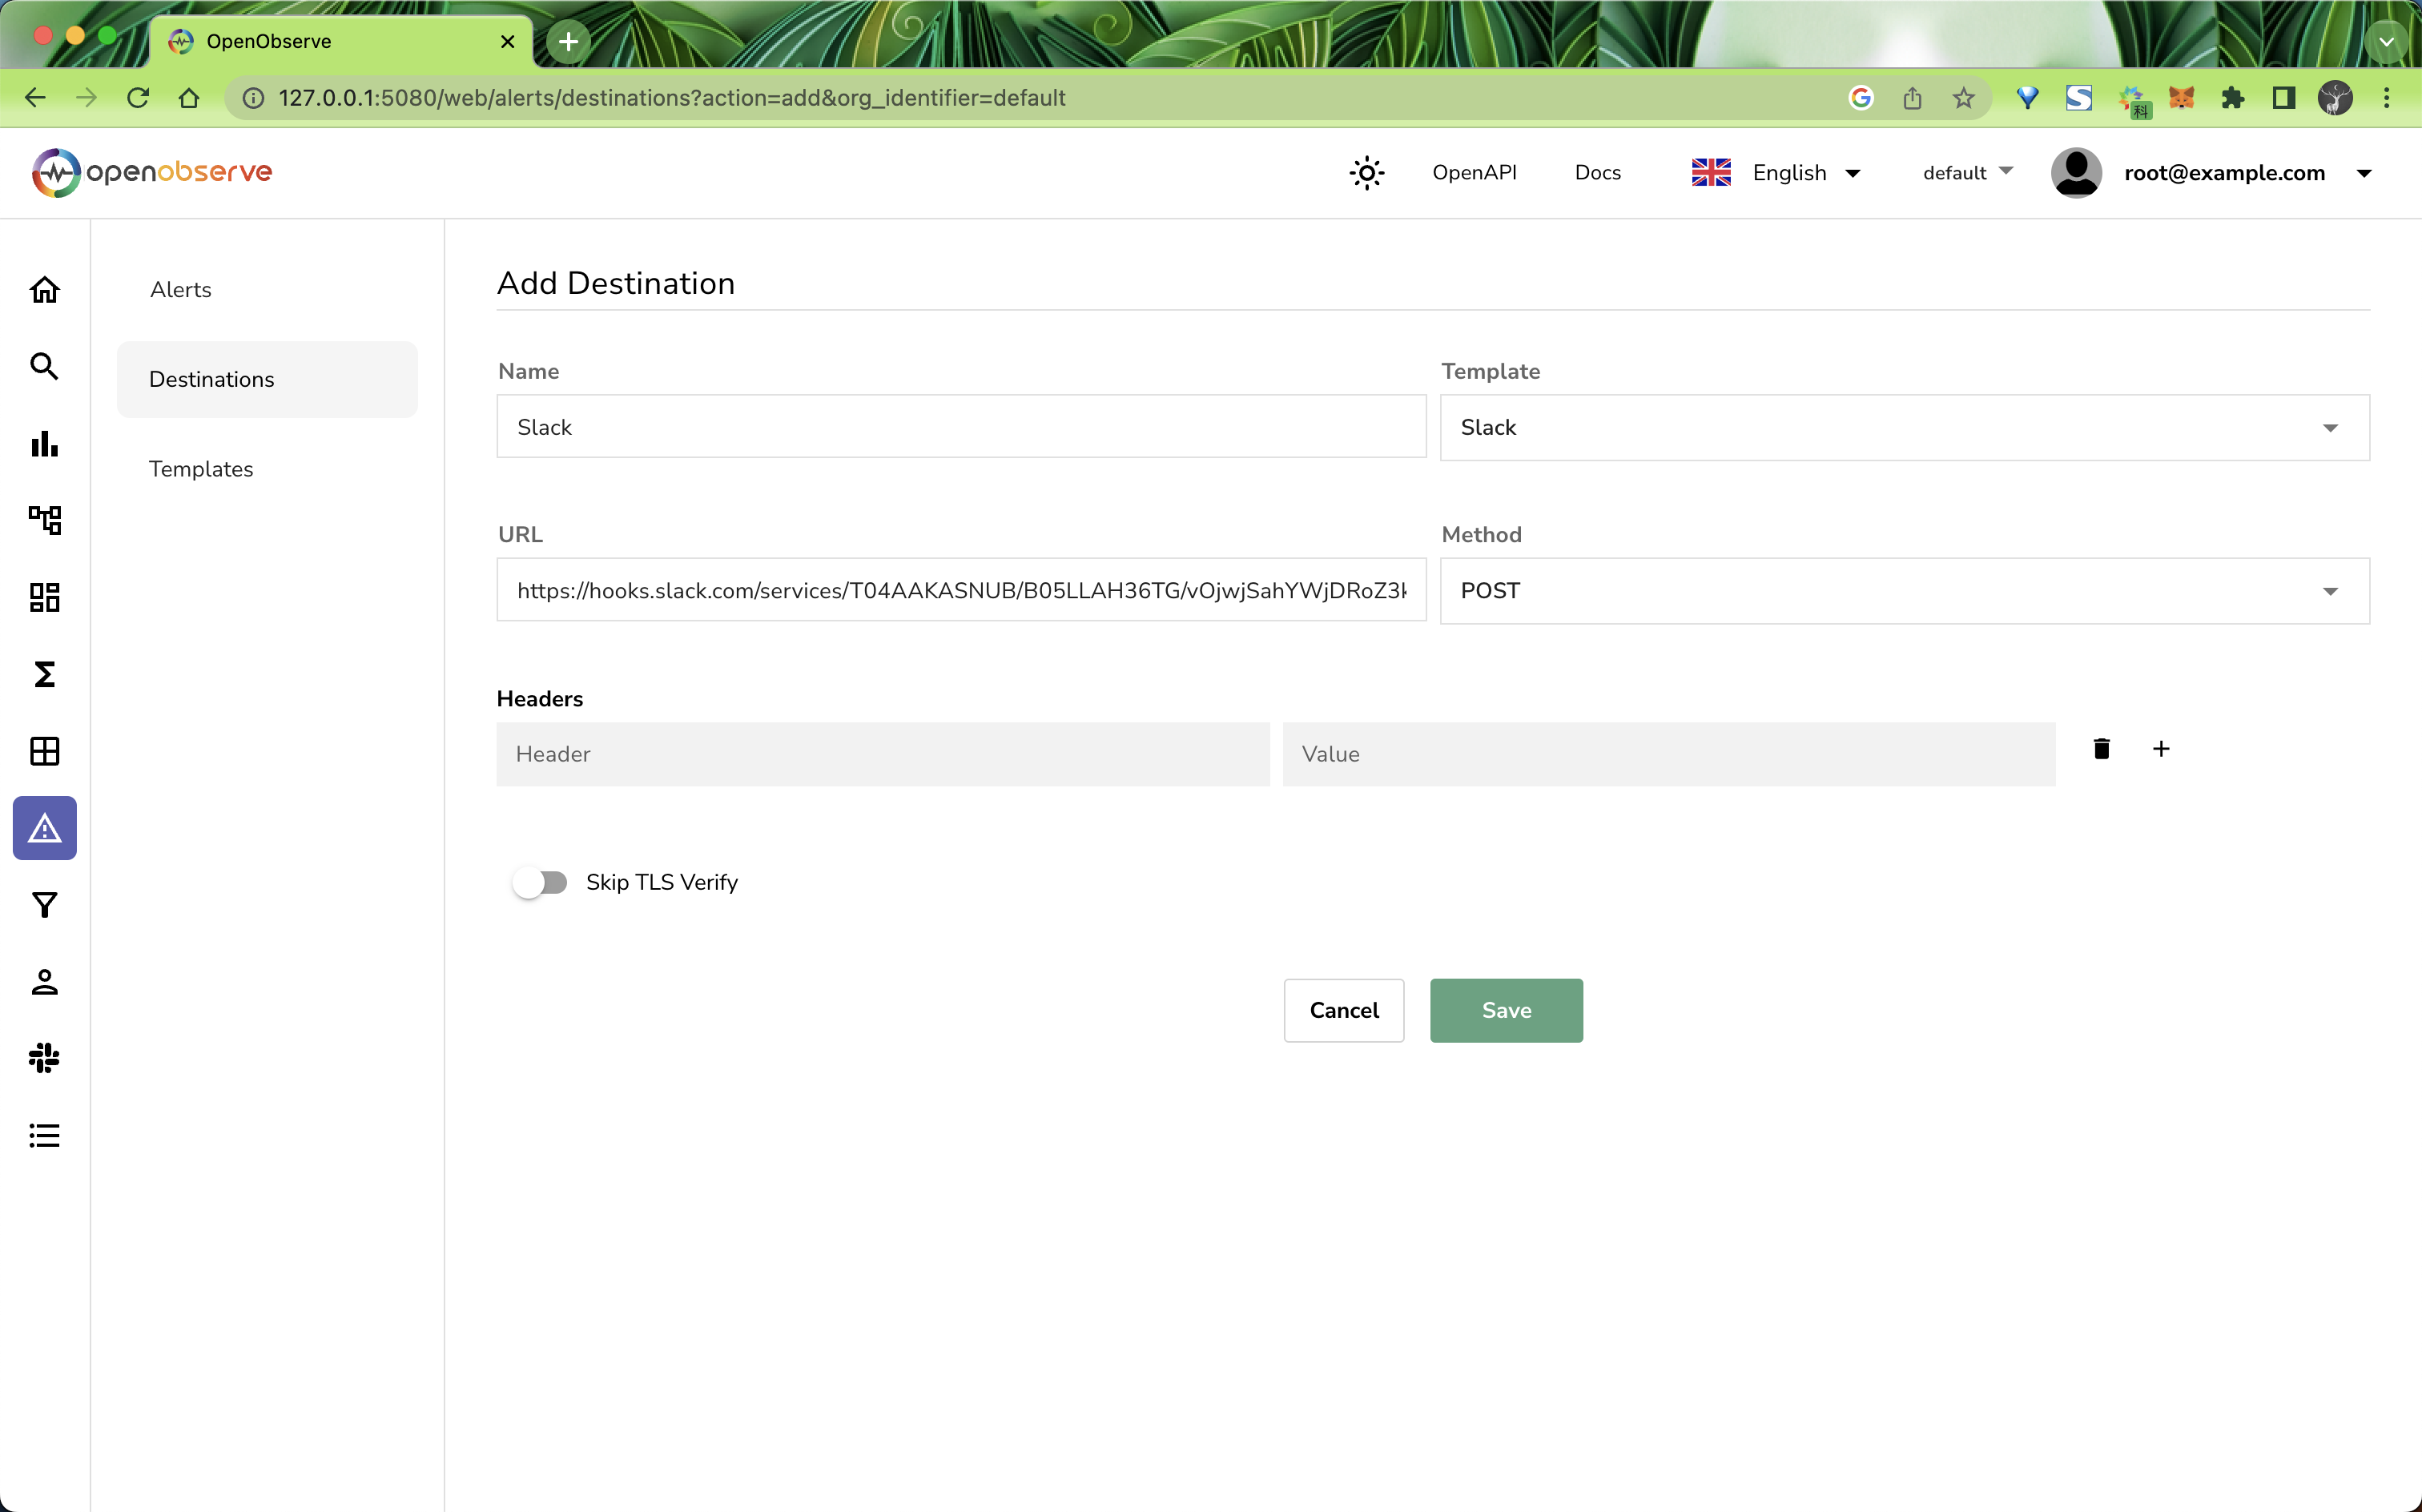 OpenObserve
127.0.0.1:5080/web/alerts/destinations?action=add&org_identifier=default
科
openobserve
OpenAPI
Docs
English
default
root@example.com
Alerts
Destinations
Templates
Add Destination
Name
Template
Slack
Slack
URL
Method
https://hooks.slack.com/services/T04AAKASNUB/B05LLAH36TG/vOjwjSahYWjDRoZ3k
POST
Headers
Header
Value
Skip TLS Verify
Cancel
Save